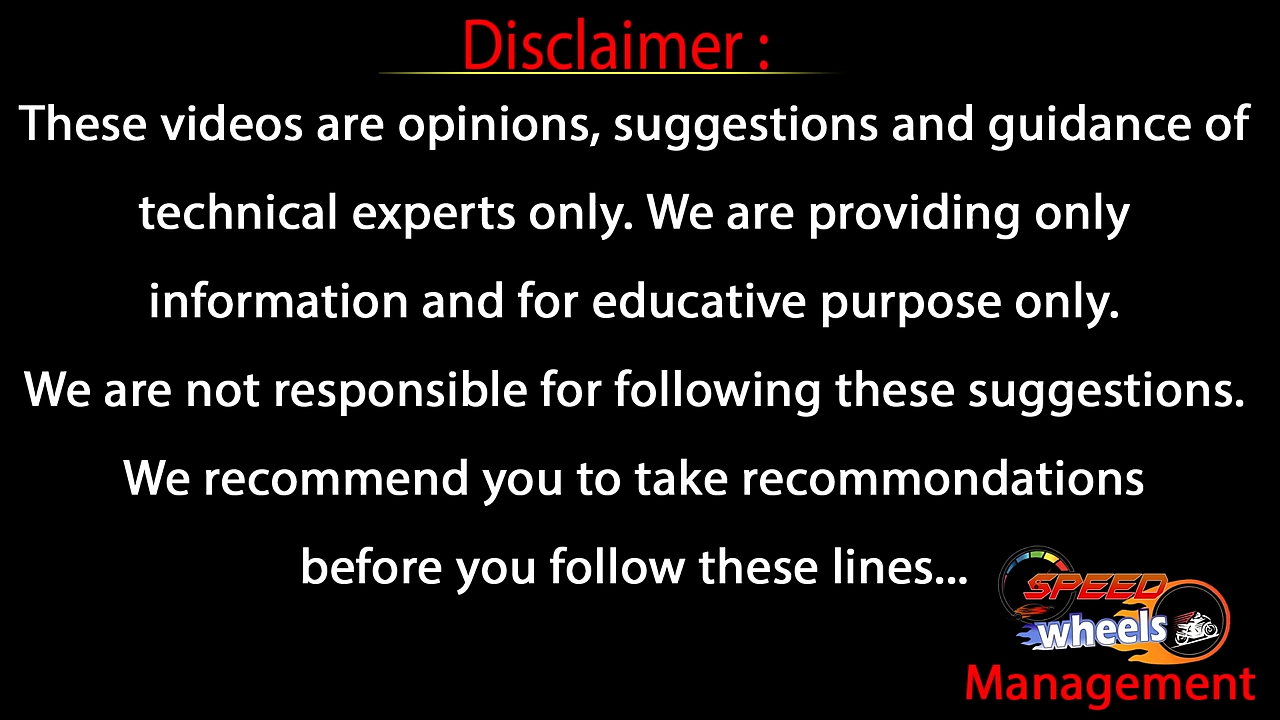 Disclaimer :
These videos are opinions, suggestions and guidance of
technical experts only. We are providing only
information and for educative purpose only.
We are not responsible for following these suggestions.
We recommend you to take recommondations
before you follow these lines...
SPEED
wheels
Management